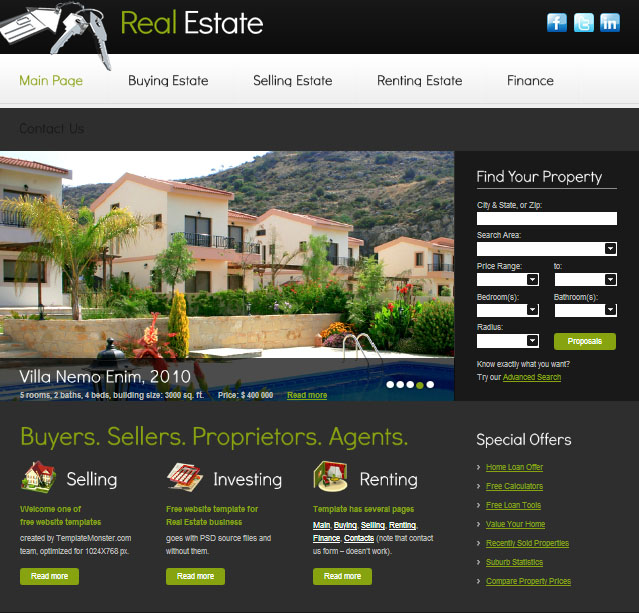 Real Estate
Main Page
Buying Estate
Selling Estate
Renting Estate
Finance
Contact Us
Find Your Property
City & State, or Zip:
Search Area:
Price Range:
to:
Bedroom(s):
Bathroom(s):
Radius:
Proposals
Know exactly what you want?
Try our Advanced Search
Villa Nemo Enim, 2010
5 rooms, 2 baths, 4 beds, building size: 3000 sq. ft. Price: $ 400 000 Read more
Buyers. Sellers. Proprietors. Agents.
Selling
Welcome one of
free website templates
created by TemplateMonster.com
team, optimized for 1024X768 px.
Read more
Investing
Free website template for
Real Estate business
goes with PSD source files and
without them.
Read more
Renting
Template has several pages
Main, Buying, Selling, Renting,
Finance, Contacts (note that contact
us form – doesn't work).
Read more
Special Offers
Home Loan Offer
Free Calculators
Free Loan Tools
Value Your Home
Recently Sold Properties
Suburb Statistics
Compare Property Prices